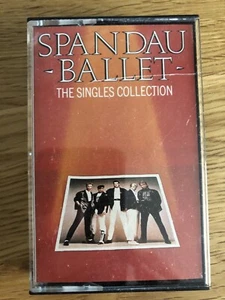 SPANDAU
-BALLET-
THE SINGLES COLLECTION